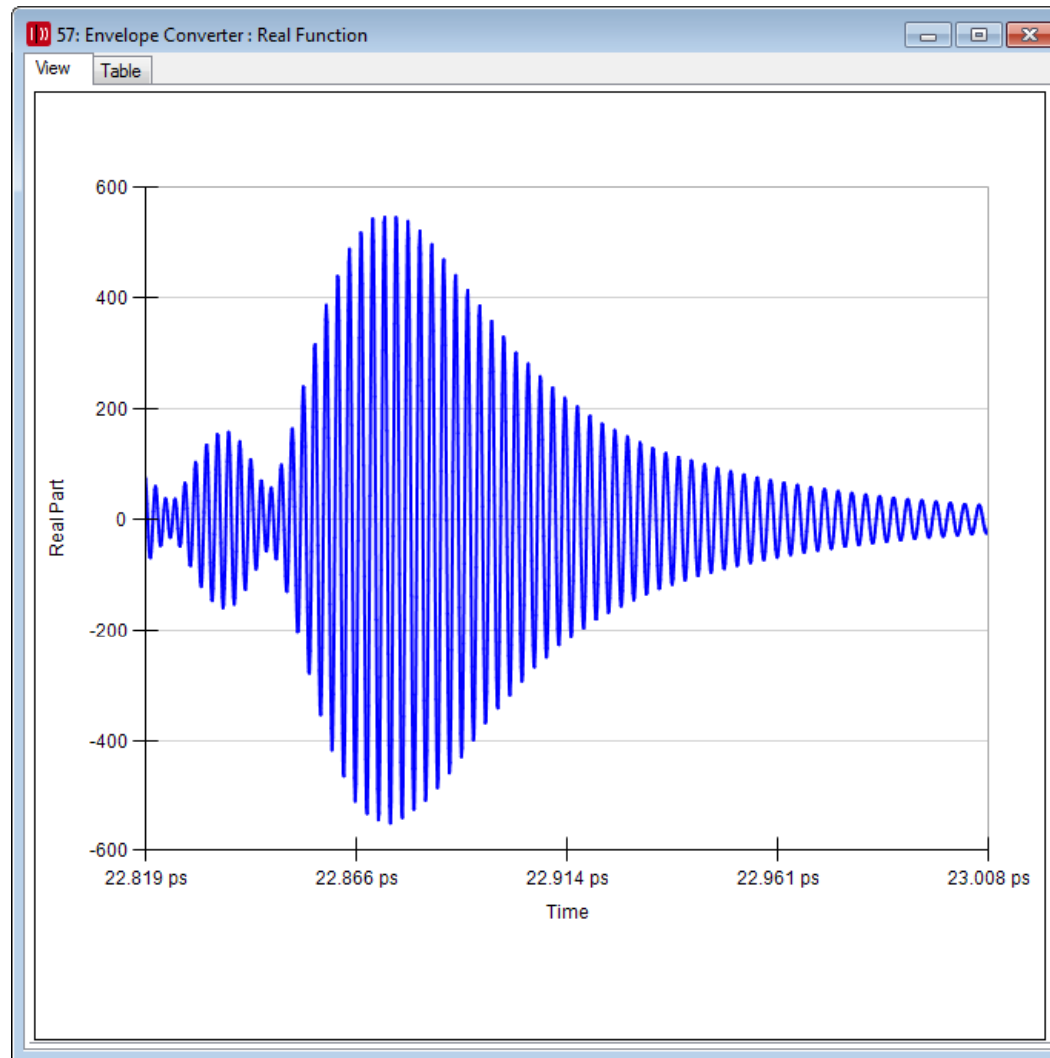 57: Envelope Converter : Real Function
View Table
600
400
200
0
-200
-400
-600
Real Part
22.819 ps 22.866 ps 22.914 ps 22.961 ps 23.008 ps
Time